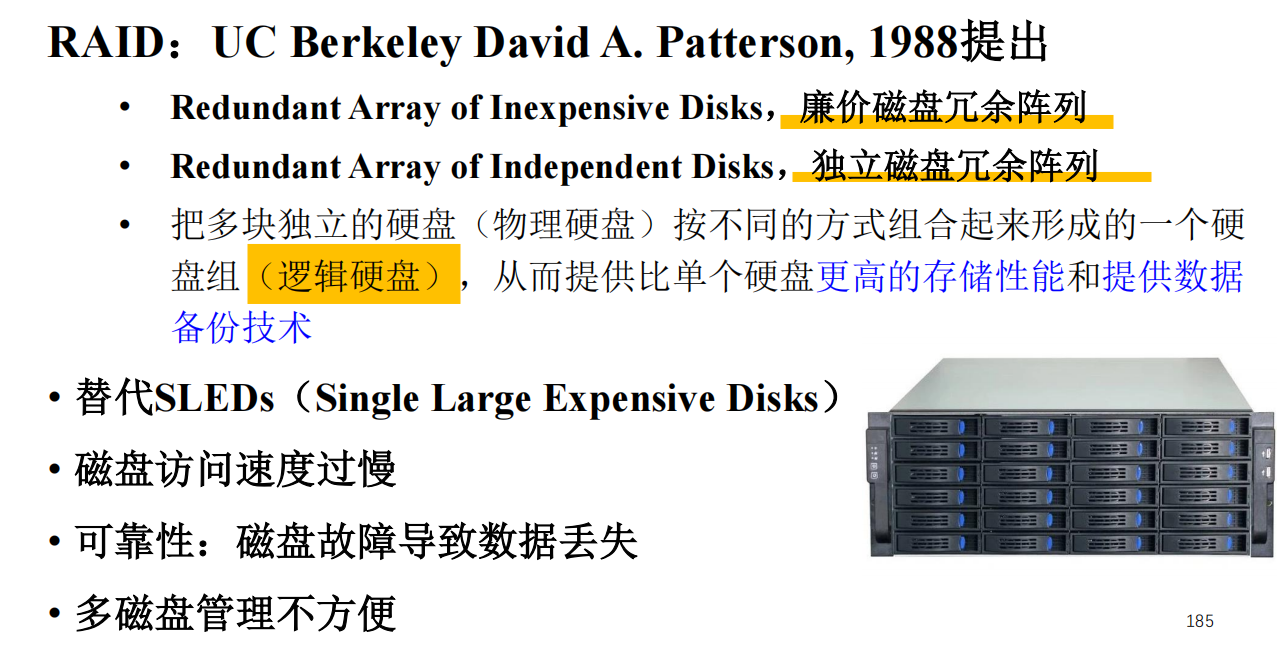 RAID：UC Berkeley David A. Patterson, 1988提出
• Redundant Array of Inexpensive Disks，廉价磁盘冗余阵列
• Redundant Array of Independent Disks，独立磁盘冗余阵列
• 把多块独立的硬盘（物理硬盘）按不同的方式组合起来形成的一个硬
盘组（逻辑硬盘），从而提供比单个硬盘更高的存储性能和提供数据
备份技术
• 替代SLEDs（Single Large Expensive Disks）
• 磁盘访问速度过慢
• 可靠性：磁盘故障导致数据丢失
• 多磁盘管理不方便
185